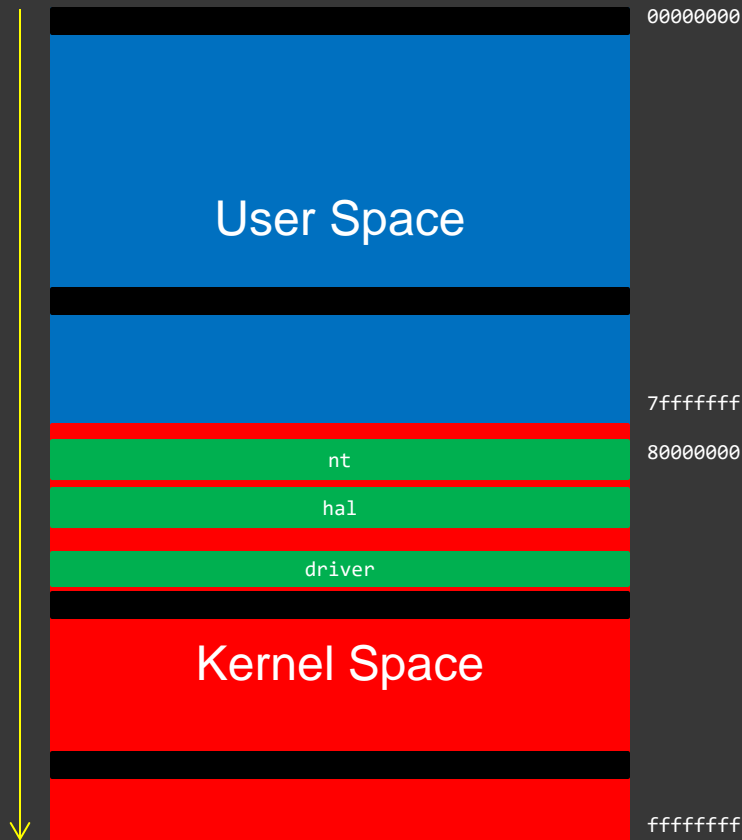 00000000
User Space
7fffffff
nt
80000000
hal
driver
Kernel Space
ffffffff